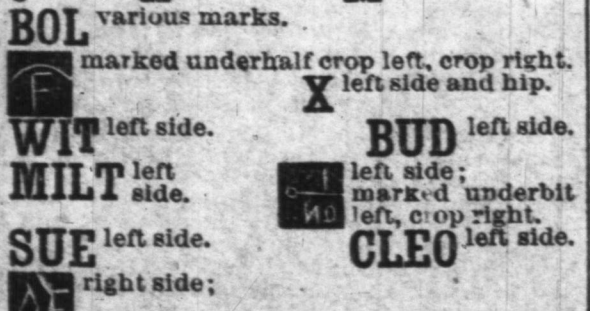 BOL various marks.
F marked underhalf crop left, crop right.
X left side and hip.
WIT left side.
BUD left side.
MILT left side.
left side;
marked underbit
left, crop right.
SUE left side.
CLEO left side.
right side;